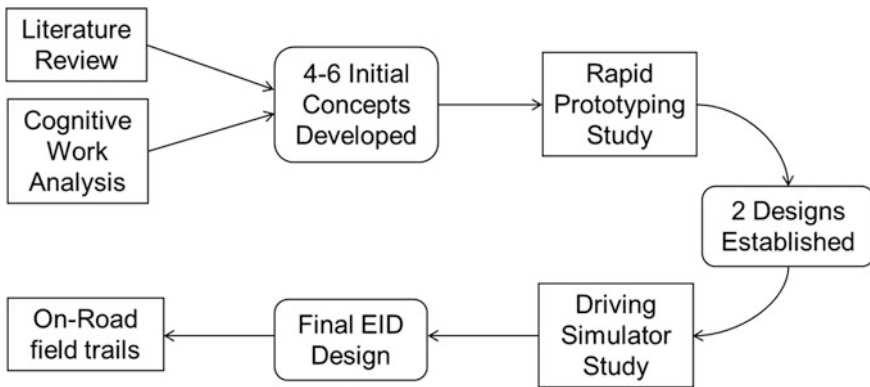 Literature
Review
Cognitive
Work
Analysis
4-6 Initial
Concepts
Developed
Rapid
Prototyping
Study
2 Designs
Established
Driving
Simulator
Study
Final EID
Design
On-Road
field trails